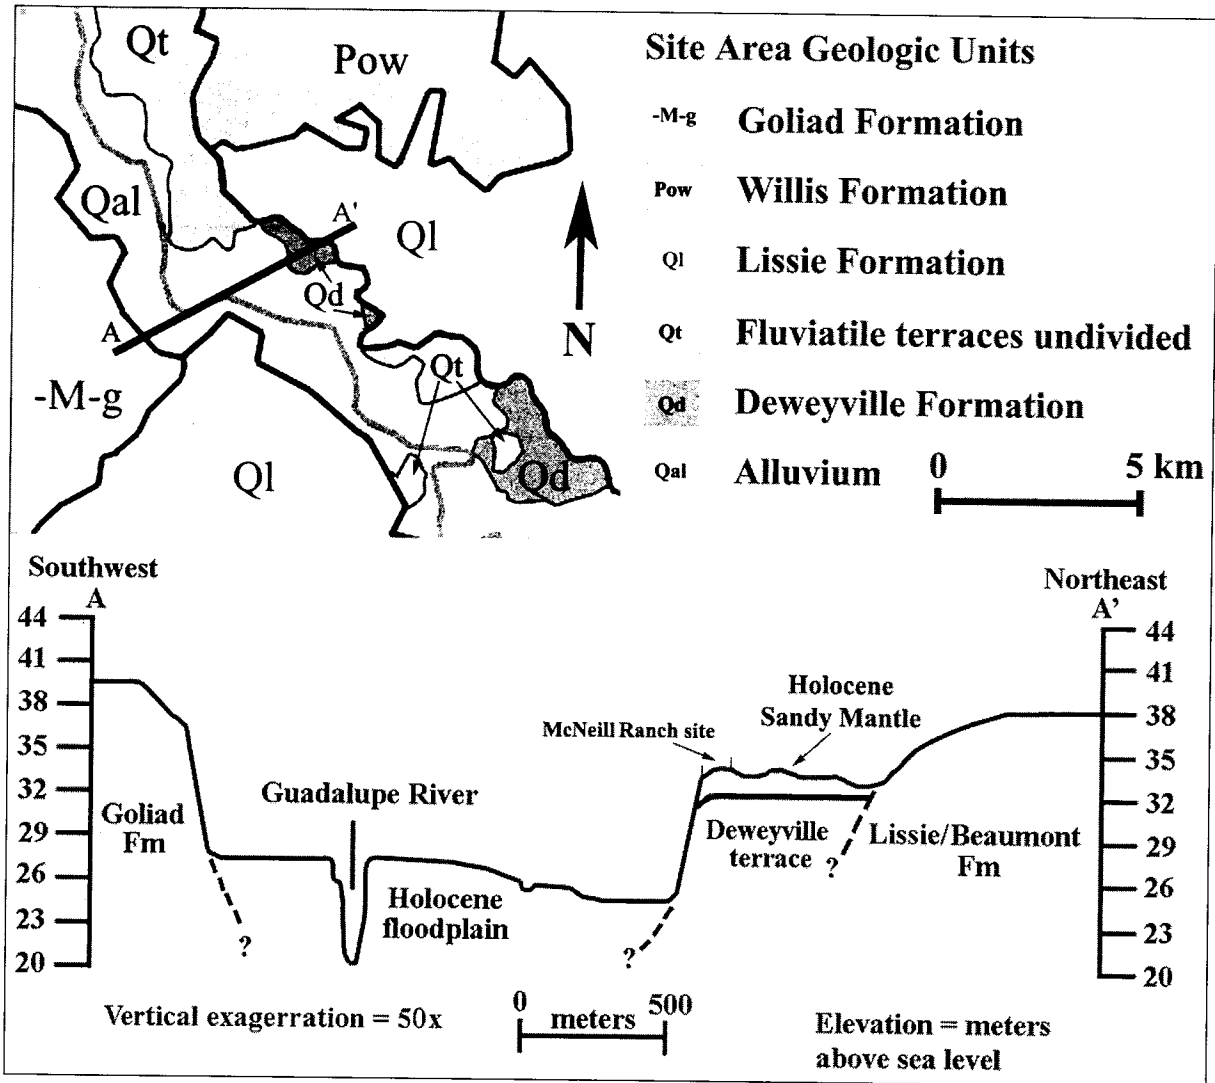 Qt
Pow
Qal
A'
Ql
Qd
A
Qt
-M-g
Ql
Qd
N
Site Area Geologic Units
-M-g Goliad Formation
Pow Willis Formation
Ql Lissie Formation
Qt Fluviatile terraces undivided
Qd Deweyville Formation
Qal Alluvium
0 5 km
Southwest
A
44
41
38
35
32
29
26
23
20
Northeast
A’
44
41
38
35
32
29
26
23
20
Holocene
Sandy Mantle
McNeill Ranch site
Guadalupe River
Goliad
Fm
Deweyville
terrace
?
Lissie/Beaumont
Fm
Holocene
floodplain
?
?
Vertical exagerration = 50x
0 500
meters
Elevation = meters
above sea level